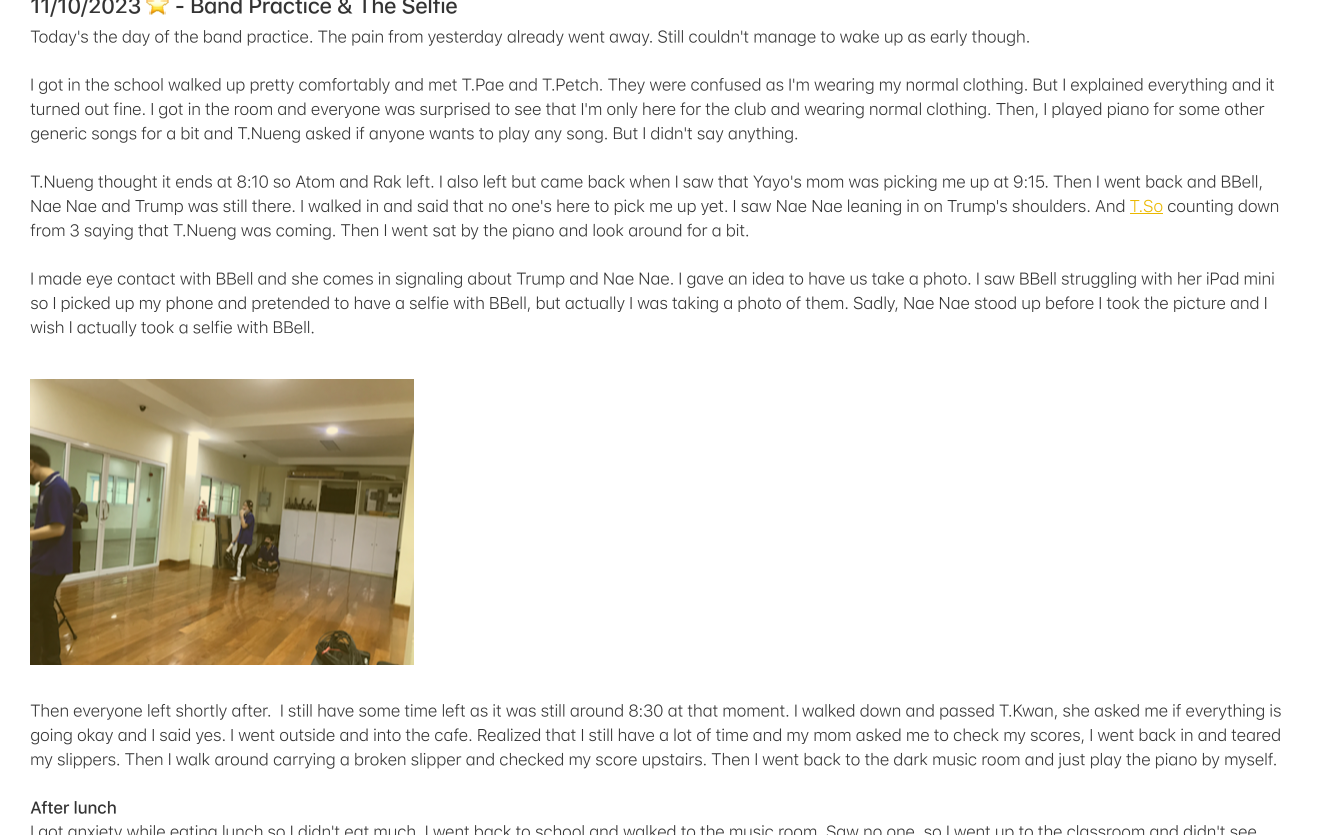 11/10/2023⭐ - Band Practice & The Selfie
Today's the day of the band practice. The pain from yesterday already went away. Still couldn't manage to wake up as early though.
I got in the school walked up pretty comfortably and met T.Pae and T.Petch. They were confused as I'm wearing my normal clothing. But I explained everything and it
turned out fine. I got in the room and everyone was surprised to see that I'm only here for the club and wearing normal clothing. Then, I played piano for some other
generic songs for a bit and T.Nueng asked if anyone wants to play any song. But I didn't say anything.
T.Nueng thought it ends at 8:10 so Atom and Rak left. I also left but came back when I saw that Yayo's mom was picking me up at 9:15. Then I went back and BBell,
Nae Nae and Trump was still there. I walked in and said that no one's here to pick me up yet. I saw Nae Nae leaning in on Trump's shoulders. And T.So counting down
from 3 saying that T.Nueng was coming. Then I went sat by the piano and look around for a bit.
I made eye contact with BBell and she comes in signaling about Trump and Nae Nae. I gave an idea to have us take a photo. I saw BBell struggling with her iPad mini
so I picked up my phone and pretended to have a selfie with BBell, but actually I was taking a photo of them. Sadly, Nae Nae stood up before I took the picture and I
wish I actually took a selfie with BBell.
Then everyone left shortly after.  I still have some time left as it was still around 8:30 at that moment. I walked down and passed T.Kwan, she asked me if everything is
going okay and I said yes. I went outside and into the cafe. Realized that I still have a lot of time and my mom asked me to check my scores, I went back in and teared
my slippers. Then I walk around carrying a broken slipper and checked my score upstairs. Then I went back to the dark music room and just play the piano by myself.
After lunch
I got anxiety while eating lunch so I didn't eat much. I went back to school and walked to the music room. Saw no one, so I went up to the classroom and didn't see